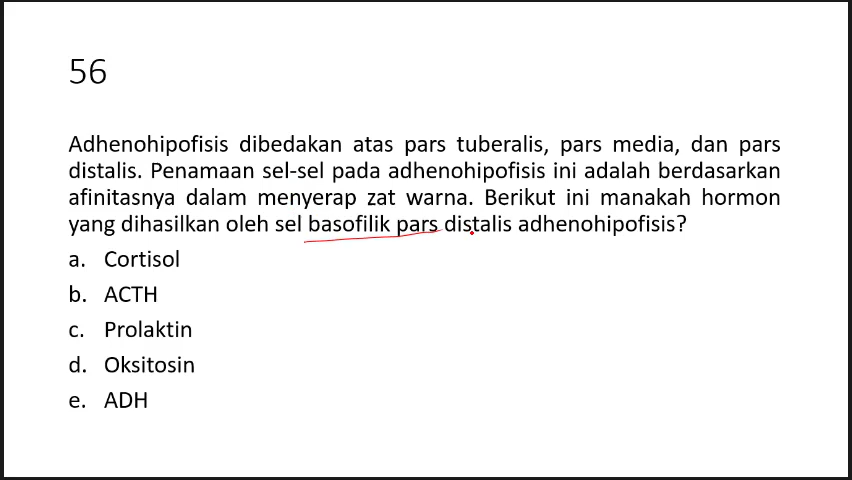 56
Adhenohipofisis dibedakan atas pars tuberalis, pars media, dan pars
distalis. Penamaan sel-sel pada adhenohipofisis ini adalah berdasarkan
afinitasnya dalam menyerap zat warna. Berikut ini manakah hormon
yang dihasilkan oleh sel basofilik pars distalis adhenohipofisis?
a. Cortisol
b. ACTH
c. Prolaktin
d. Oksitosin
e. ADH